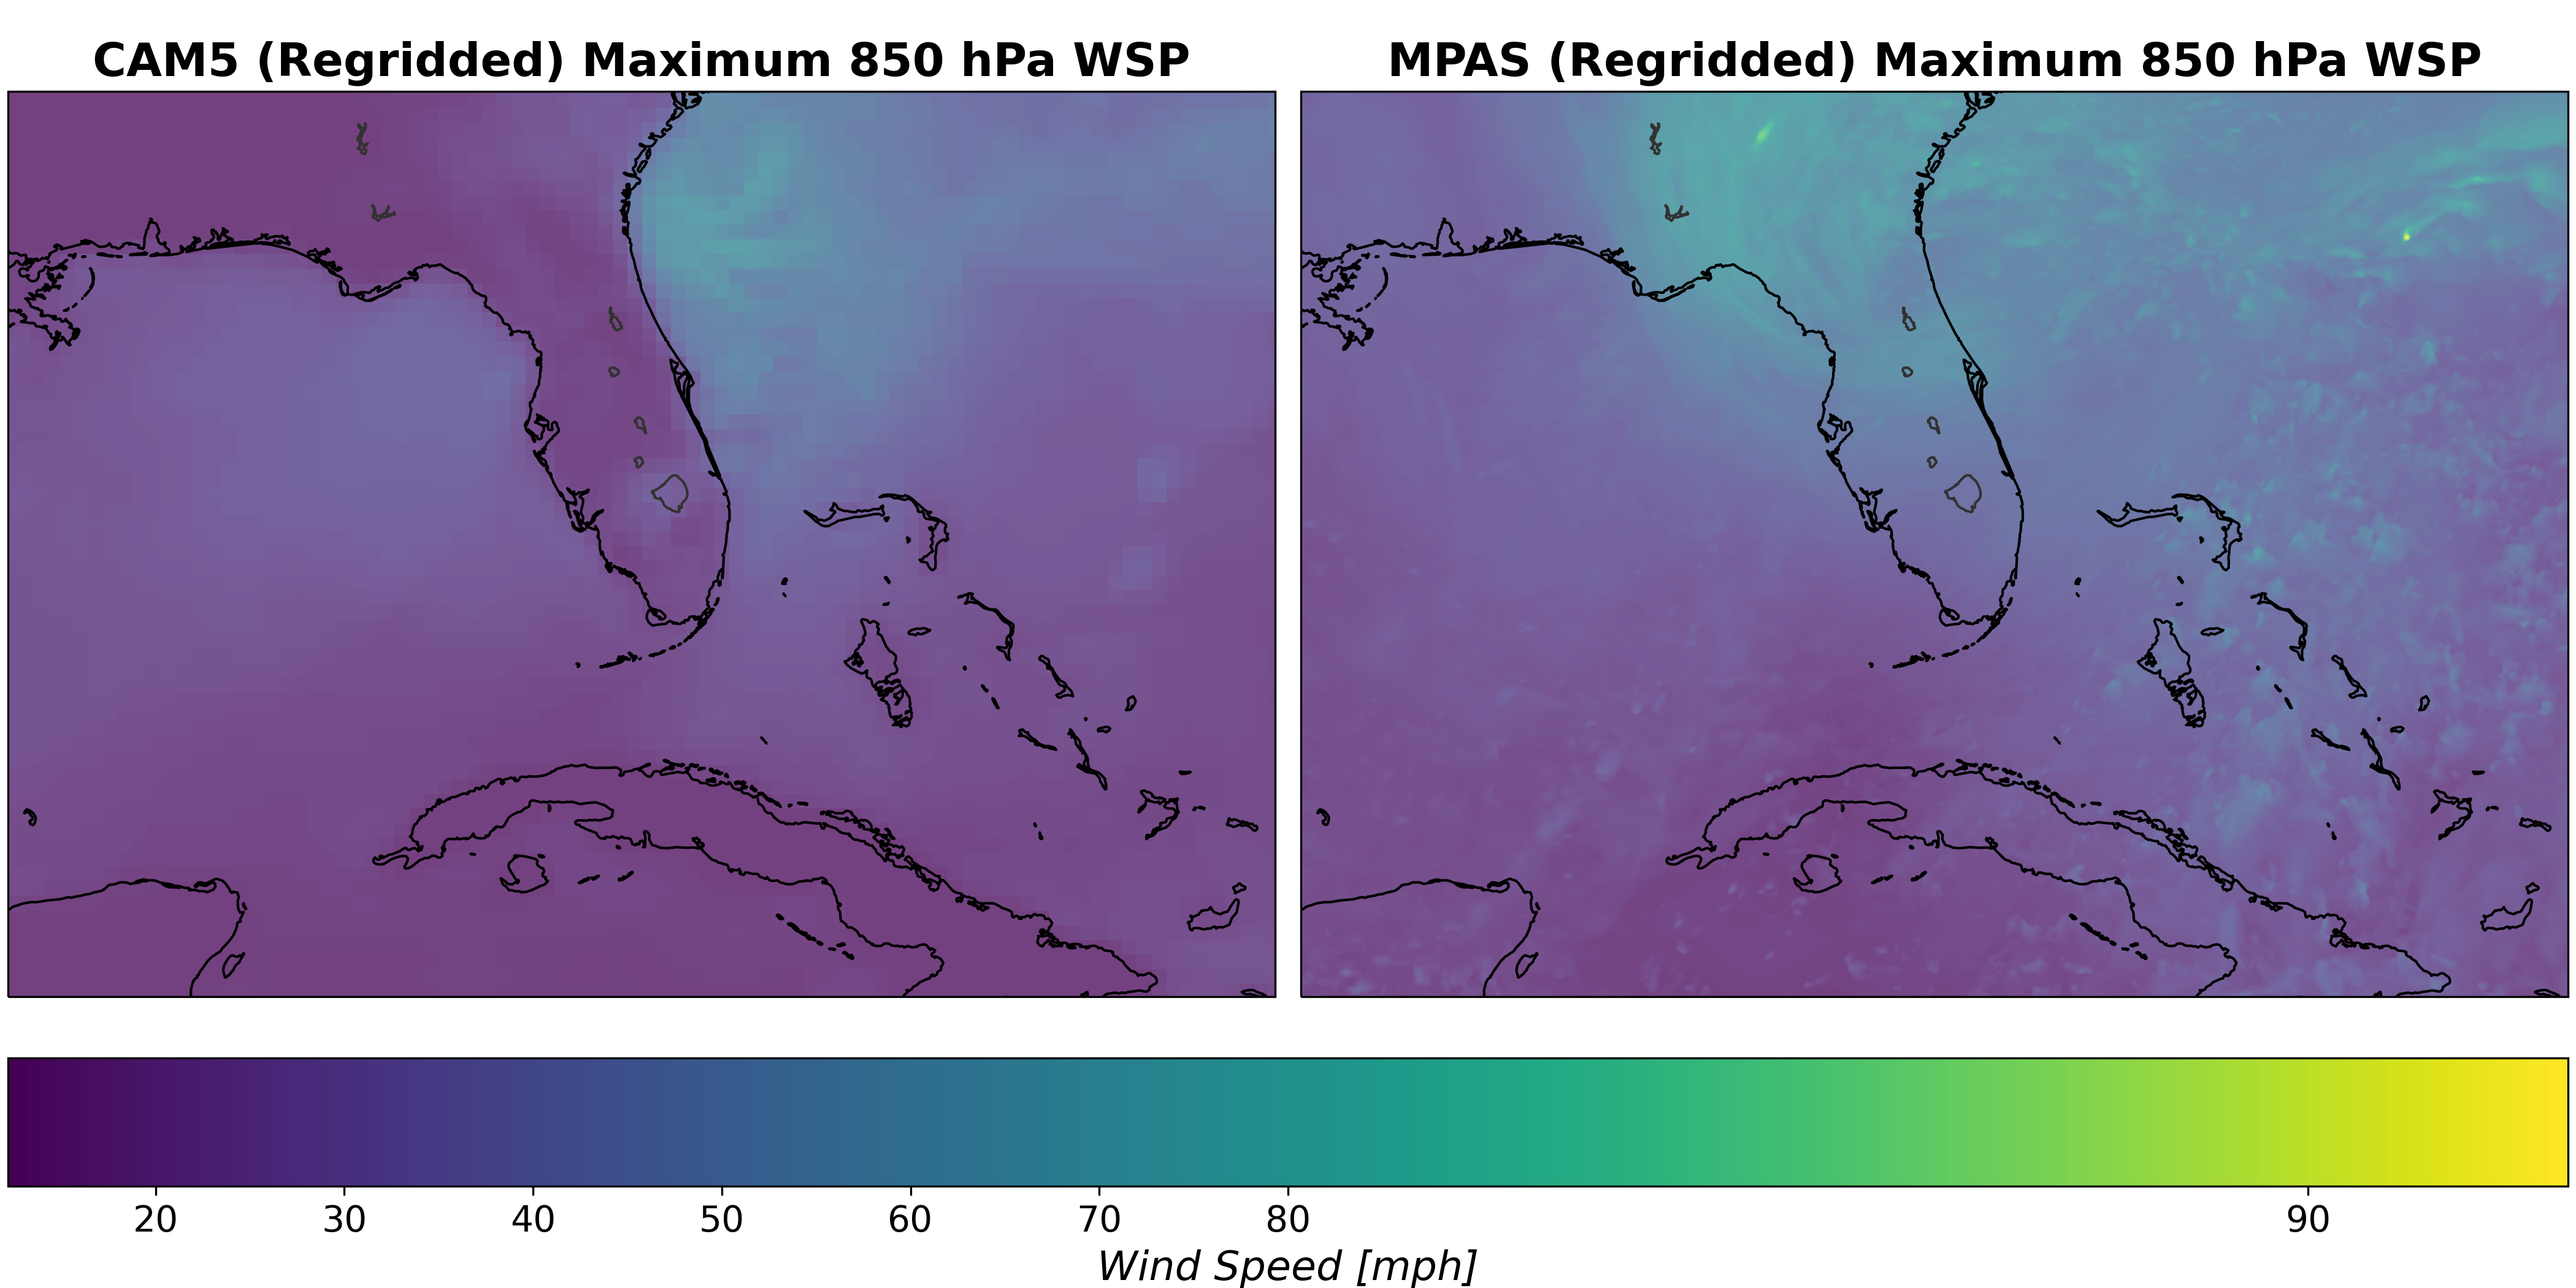 CAM5 (Regridded) Maximum 850 hPa WSP
MPAS (Regridded) Maximum 850 hPa WSP
20 30 40 50 60 70 80 90
Wind Speed [mph]